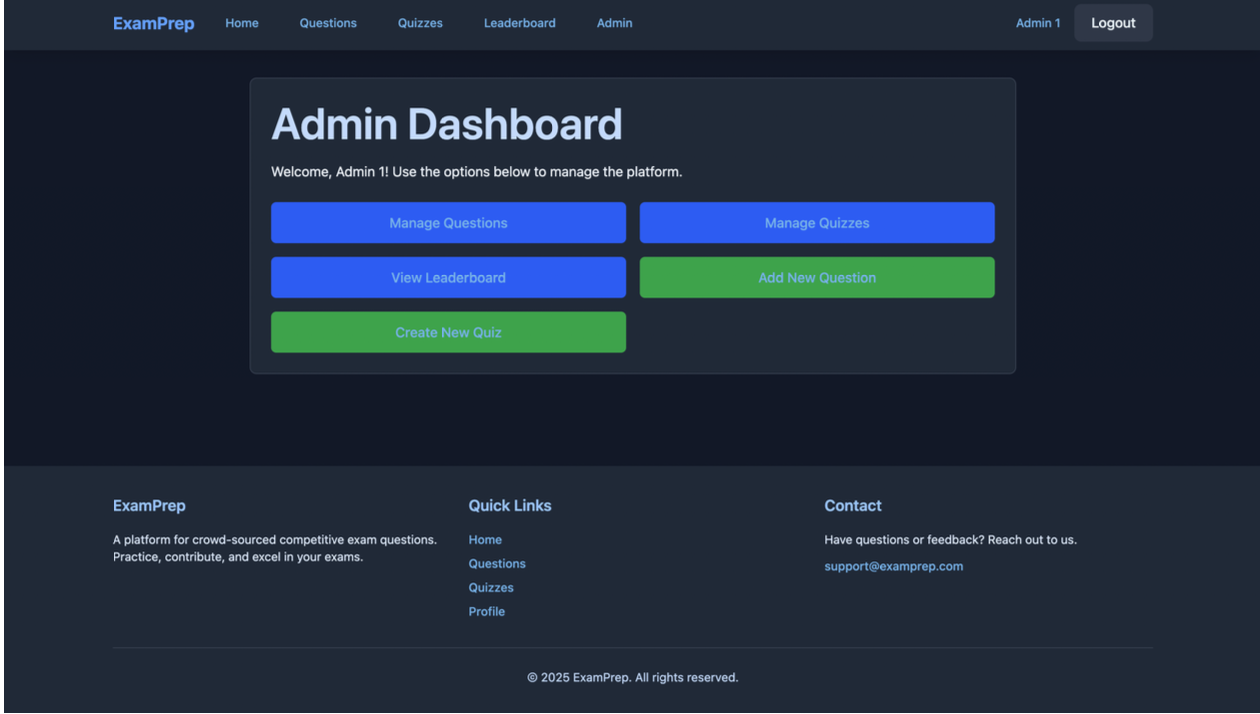 ExamPrep Home Questions Quizzes Leaderboard Admin Admin 1 Logout
Admin Dashboard
Welcome, Admin 1! Use the options below to manage the platform.
Manage Questions Manage Quizzes
View Leaderboard Add New Question
Create New Quiz
ExamPrep
A platform for crowd-sourced competitive exam questions.
Practice, contribute, and excel in your exams.
Quick Links
Home
Questions
Quizzes
Profile
Contact
Have questions or feedback? Reach out to us.
support@examprep.com
© 2025 ExamPrep. All rights reserved.